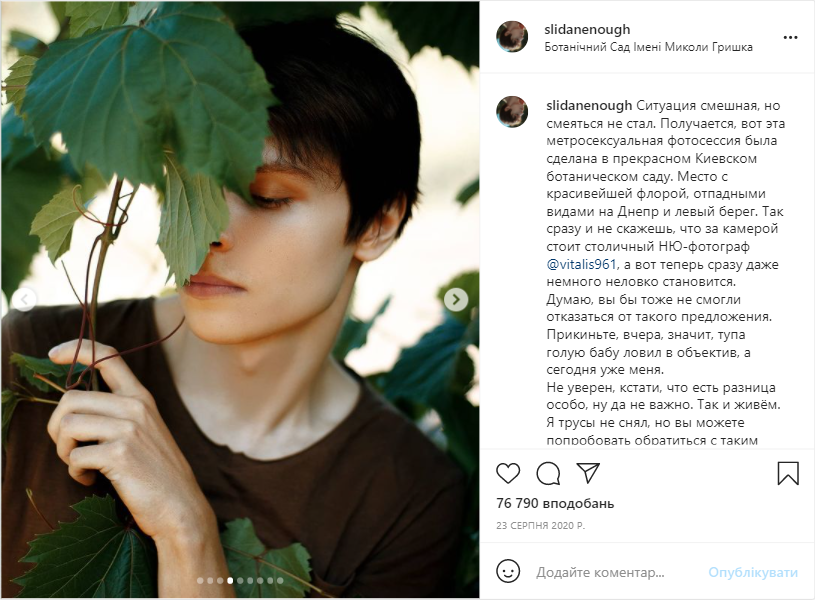 slidanenough
Ботанічний Сад Імені Миколи Гришка
slidanenough Ситуация смешная, но
смеяться не стал. Получается, вот эта
метросексуальная фотосессия была
сделана в прекрасном Киевском
ботаническом саду. Место с
красивейшей флорой, отпадными
видами на Днепр и левый берег. Так
сразу и не скажешь, что за камерой
стоит столичный НЮ-фотограф
@vitalis961, а вот теперь сразу даже
немного неловко становится.
Думаю, вы бы тоже не смогли
отказаться от такого предложения.
Прикиньте, вчера, значит, тупа
голую бабу ловил в объектив, а
сегодня уже меня.
Не уверен, кстати, что есть разница
особо, ну да не важно. Так и живём.
Я трусы не снял, но вы можете
попробовать обратиться с таким
76 790 вподобань
23 СЕРПНЯ 2020 Р.
Додайте коментар...
Опублікувати